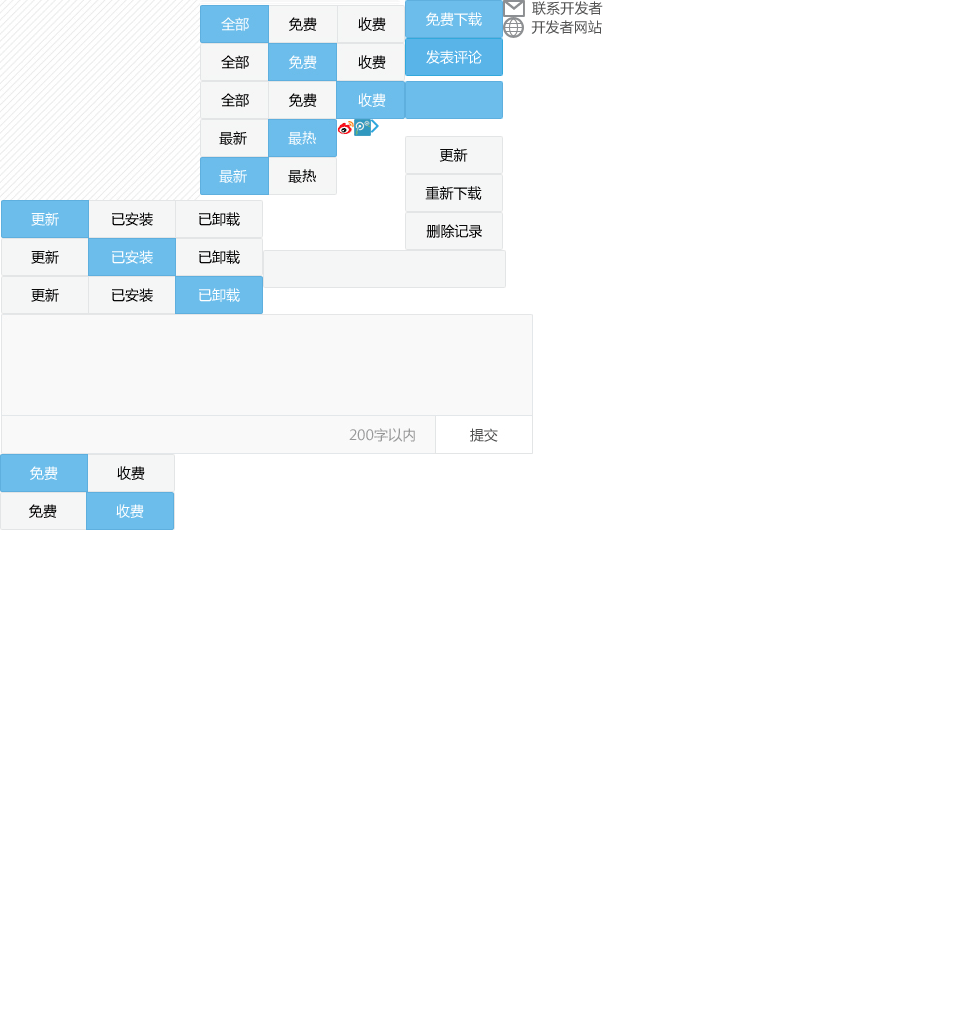 全部 免费 收费 免费下载 联系开发者
开发者网站
全部 免费 收费 发表评论
全部 免费 收费
最新 最热
更新
最新 最热
重新下载
更新 已安装 已卸载
删除记录
更新 已安装 已卸载
更新 已安装 已卸载
200字以内 提交
免费 收费
免费 收费